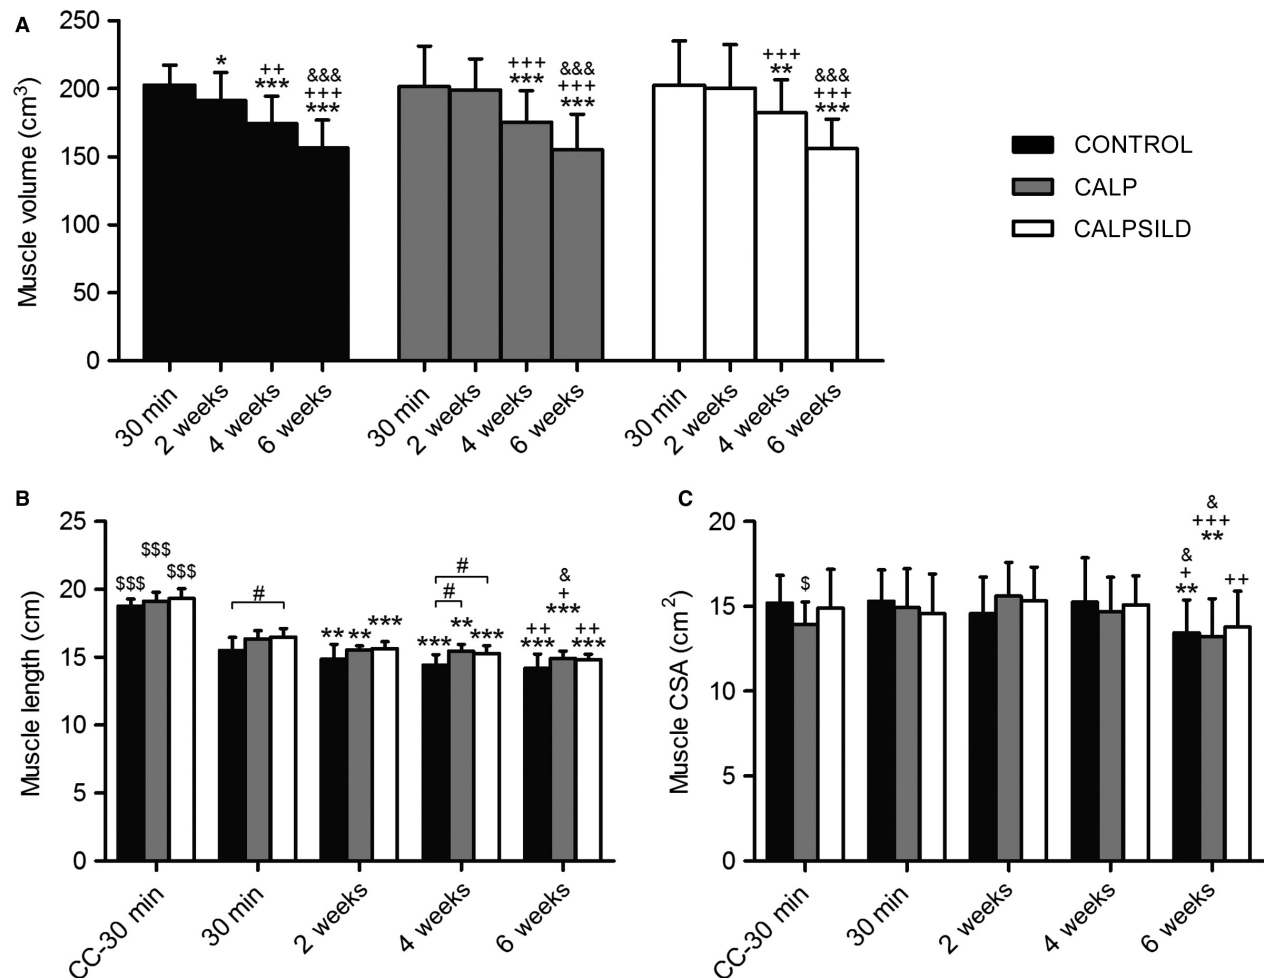 A
Muscle volume (cm³)
250
200
150
100
50
0
*
++
***
&&&
+++
***
+++
***
&&&
+++
***
+++
**
&&&
+++
***
30 min
2 weeks
4 weeks
6 weeks
30 min
2 weeks
4 weeks
6 weeks
30 min
2 weeks
4 weeks
6 weeks
CONTROL
CALP
CALPSILD
B
Muscle length (cm)
25
20
15
10
5
0
$$$
$$$
$$$
#
** ** ***
#
#
*** ** ***
++
***
&
+
***
++
***
CC-30 min
30 min
2 weeks
4 weeks
6 weeks
C
Muscle CSA (cm²)
20
15
10
5
0
$
&
+
**
&
+++
**
++
CC-30 min
30 min
2 weeks
4 weeks
6 weeks